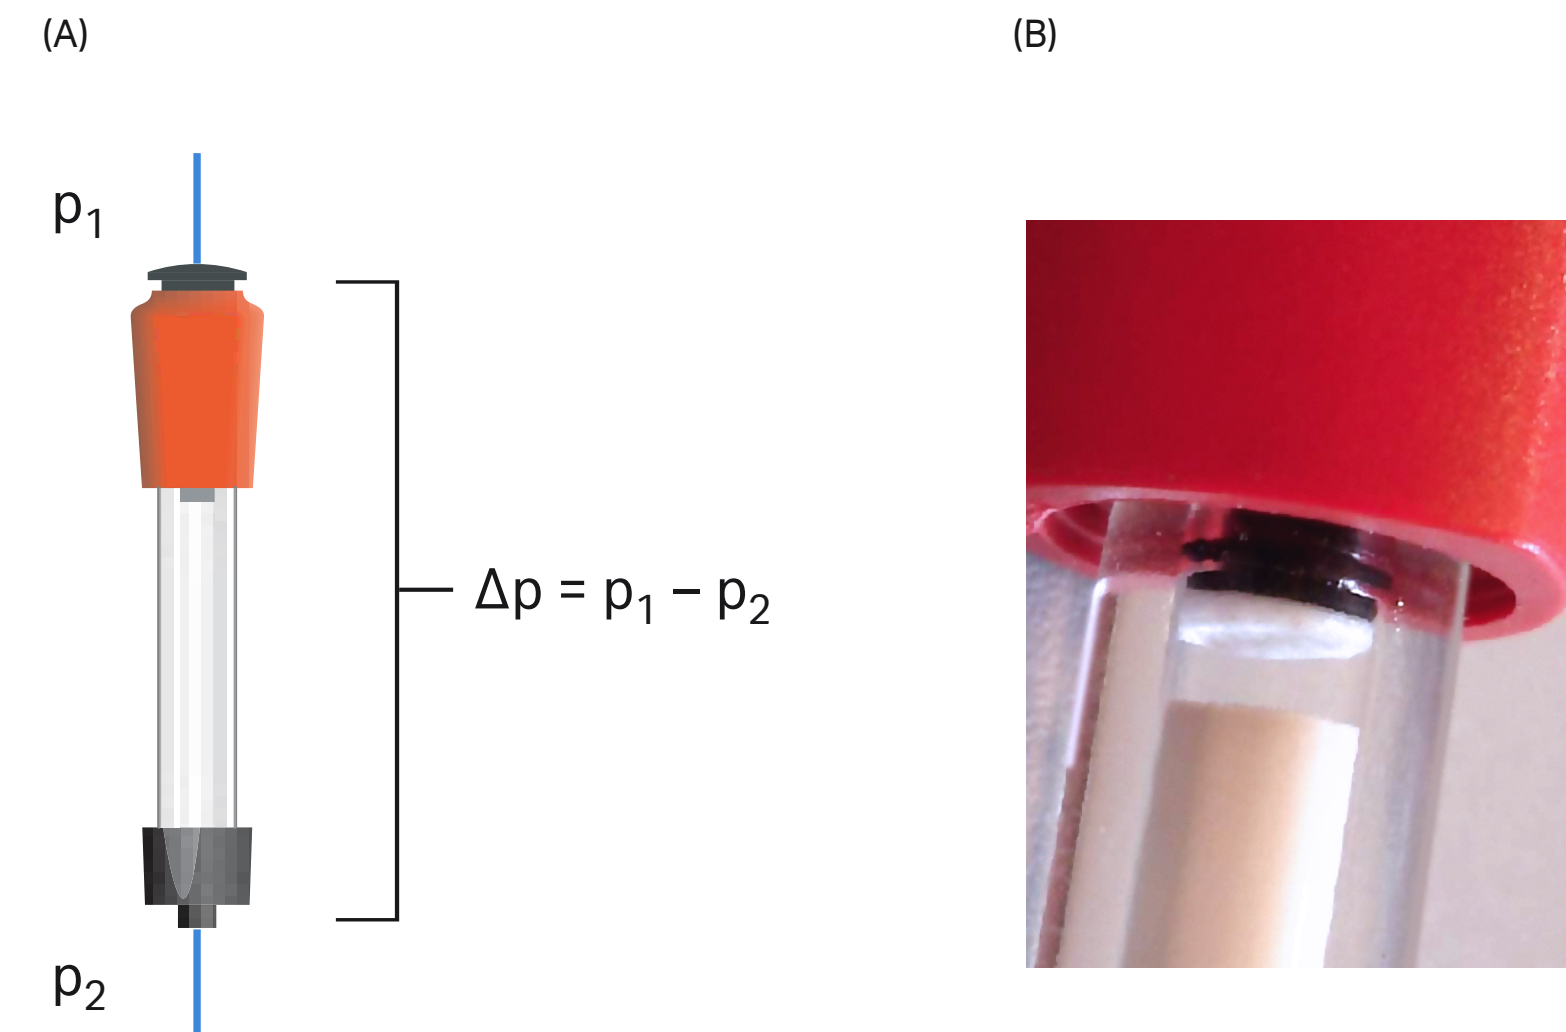 (A)
(B)
p₁
Δp = p₁ − p₂
p₂